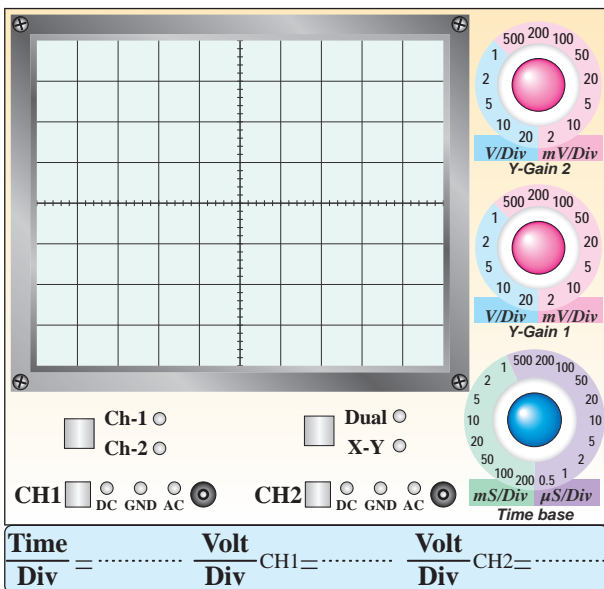 500 200 100
1 50
2 20
5 10
10 2
20
V/Div mV/Div
Y-Gain 2
500 200 100
1 50
2 20
5 10
10 2
20
V/Div mV/Div
Y-Gain 1
500 200 100
1 50
2 20
5 10
10 5
20 2
50 1
100 200 0.5
mS/Div µS/Div
Time base
Ch-1
Ch-2
Dual
X-Y
CH1 DC GND AC
CH2 DC GND AC
Time/Div = ............ Volt/Div CH1= ............ Volt/Div CH2= ............